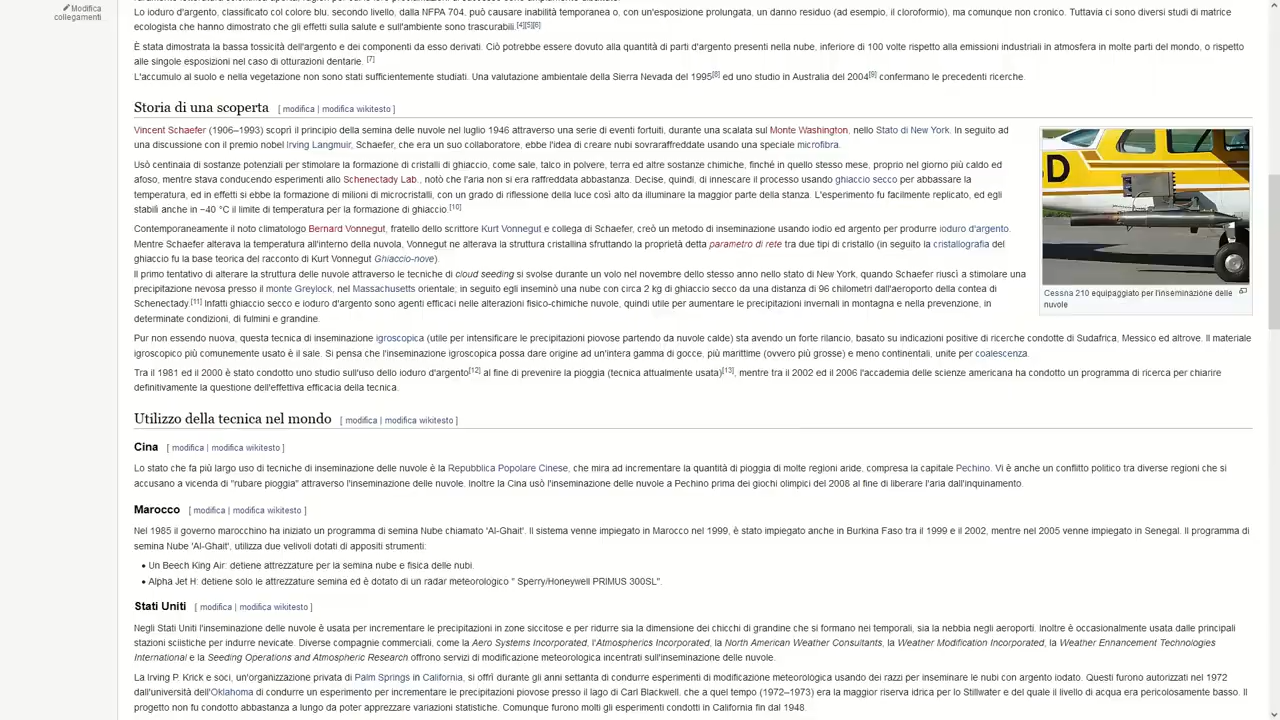 Modifica
collegamenti
Lo ioduro d'argento, classificato col colore blu, secondo livello, dalla NFPA 704, può causare inabilità temporanea o, con un'esposizione prolungata, un danno residuo (ad esempio, il cloroformio), ma comunque non cronico. Tuttavia ci sono diversi studi di matrice
ecologista che hanno dimostrato che gli effetti sulla salute e sull'ambiente sono trascurabili.[4][5][6]
È stata dimostrata la bassa tossicità dell'argento e dei componenti da esso derivati. Ciò potrebbe essere dovuto alla quantità di parti d'argento presenti nella nube, inferiore di 100 volte rispetto alla emissioni industriali in atmosfera in molte parti del mondo, o rispetto
alle singole esposizioni nel caso di otturazioni dentarie. [7]
L'accumulo al suolo e nella vegetazione non sono stati sufficientemente studiati. Una valutazione ambientale della Sierra Nevada del 1995[8] ed uno studio in Australia del 2004[9] confermano le precedenti ricerche.
Storia di una scoperta [ modifica | modifica wikitesto ]
Vincent Schaefer (1906–1993) scoprì il principio della semina delle nuvole nel luglio 1946 attraverso una serie di eventi fortuiti, durante una scalata sul Monte Washington, nello Stato di New York. In seguito ad
una discussione con il premio nobel Irving Langmuir, Schaefer, che era un suo collaboratore, ebbe l'idea di creare nubi sovraraffreddate usando una speciale microfibra.
Usò centinaia di sostanze potenziali per stimolare la formazione di cristalli di ghiaccio, come sale, talco in polvere, terra ed altre sostanze chimiche, finché in quello stesso mese, proprio nel giorno più caldo ed
afoso, mentre stava conducendo esperimenti allo Schenectady Lab., notò che l'aria non si era raffreddata abbastanza. Decise, quindi, di innescare il processo usando ghiaccio secco per abbassare la
temperatura, ed in effetti si ebbe la formazione di milioni di microcristalli, con un grado di riflessione della luce così alto da illuminare la maggior parte della stanza. L'esperimento fu facilmente replicato, ed egli
stabilì anche in −40 °C il limite di temperatura per la formazione di ghiaccio.[10]
Contemporaneamente il noto climatologo Bernard Vonnegut, fratello dello scrittore Kurt Vonnegut e collega di Schaefer, creò un metodo di inseminazione usando iodio ed argento per produrre ioduro d'argento.
Mentre Schaefer alterava la temperatura all'interno della nuvola, Vonnegut ne alterava la struttura cristallina sfruttando la proprietà detta parametro di rete tra due tipi di cristallo (in seguito la cristallografia del
ghiaccio fu la base teorica del racconto di Kurt Vonnegut Ghiaccio-nove).
Il primo tentativo di alterare la struttura delle nuvole attraverso le tecniche di cloud seeding si svolse durante un volo nel novembre dello stesso anno nello stato di New York, quando Schaefer riuscì a stimolare una
precipitazione nevosa presso il monte Greylock, nel Massachusetts orientale; in seguito egli inseminò una nube con circa 2 kg di ghiaccio secco da una distanza di 96 chilometri dall'aeroporto della contea di
Schenectady.[11] Infatti ghiaccio secco e ioduro d'argento sono agenti efficaci nelle alterazioni fisico-chimiche nuvole, quindi utile per aumentare le precipitazioni invernali in montagna e nella prevenzione, in
determinate condizioni, di fulmini e grandine.
D
Cessna 210 equipaggiato per l'inseminazione delle
nuvole
Pur non essendo nuova, questa tecnica di inseminazione igroscopica (utile per intensificare le precipitazioni piovose partendo da nuvole calde) sta avendo un forte rilancio, basato su indicazioni positive di ricerche condotte di Sudafrica, Messico ed altrove. Il materiale
igroscopico più comunemente usato è il sale. Si pensa che l'inseminazione igroscopica possa dare origine ad un'intera gamma di gocce, più marittime (ovvero più grosse) e meno continentali, unite per coalescenza.
Tra il 1981 ed il 2000 è stato condotto uno studio sull'uso dello ioduro d'argento[12] al fine di prevenire la pioggia (tecnica attualmente usata)[13], mentre tra il 2002 ed il 2006 l'accademia delle scienze americana ha condotto un programma di ricerca per chiarire
definitivamente la questione dell'effettiva efficacia della tecnica.
Utilizzo della tecnica nel mondo [ modifica | modifica wikitesto ]
Cina [ modifica | modifica wikitesto ]
Lo stato che fa più largo uso di tecniche di inseminazione delle nuvole è la Repubblica Popolare Cinese, che mira ad incrementare la quantità di pioggia di molte regioni aride, compresa la capitale Pechino. Vi è anche un conflitto politico tra diverse regioni che si
accusano a vicenda di "rubare pioggia" attraverso l'inseminazione delle nuvole. Inoltre la Cina usò l'inseminazione delle nuvole a Pechino prima dei giochi olimpici del 2008 al fine di liberare l'aria dall'inquinamento.
Marocco [ modifica | modifica wikitesto ]
Nel 1985 il governo marocchino ha iniziato un programma di semina Nube chiamato 'Al-Ghait'. Il sistema venne impiegato in Marocco nel 1999, è stato impiegato anche in Burkina Faso tra il 1999 e il 2002, mentre nel 2005 venne impiegato in Senegal. Il programma di
semina Nube 'Al-Ghait', utilizza due velivoli dotati di appositi strumenti:
• Un Beech King Air: detiene attrezzature per la semina nube e fisica delle nubi.
• Alpha Jet H: detiene solo le attrezzature semina ed è dotato di un radar meteorologico " Sperry/Honeywell PRIMUS 300SL".
Stati Uniti [ modifica | modifica wikitesto ]
Negli Stati Uniti l'inseminazione delle nuvole è usata per incrementare le precipitazioni in zone siccitose e per ridurre sia la dimensione dei chicchi di grandine che si formano nei temporali, sia la nebbia negli aeroporti. Inoltre è occasionalmente usata dalle principali
stazioni sciistiche per indurre nevicate. Diverse compagnie commerciali, come la Aero Systems Incorporated, l'Atmospherics Incorporated, la North American Weather Consultants, la Weather Modification Incorporated, la Weather Enhancement Technologies
International e la Seeding Operations and Atmospheric Research offrono servizi di modificazione meteorologica incentrati sull'inseminazione delle nuvole.
La Irving P. Krick e soci, un'organizzazione privata di Palm Springs in California, si offrì durante gli anni settanta di condurre esperimenti di modificazione meteorologica usando dei razzi per inseminare le nubi con argento iodato. Questi furono autorizzati nel 1972
dall'università dell'Oklahoma di condurre un esperimento per incrementare le precipitazioni piovose presso il lago di Carl Blackwell, che a quel tempo (1972–1973) era la maggior riserva idrica per lo Stillwater e del quale il livello di acqua era pericolosamente basso. Il
progetto non fu condotto abbastanza a lungo da poter apprezzare variazioni statistiche. Comunque furono molti gli esperimenti condotti in California fin dal 1948.